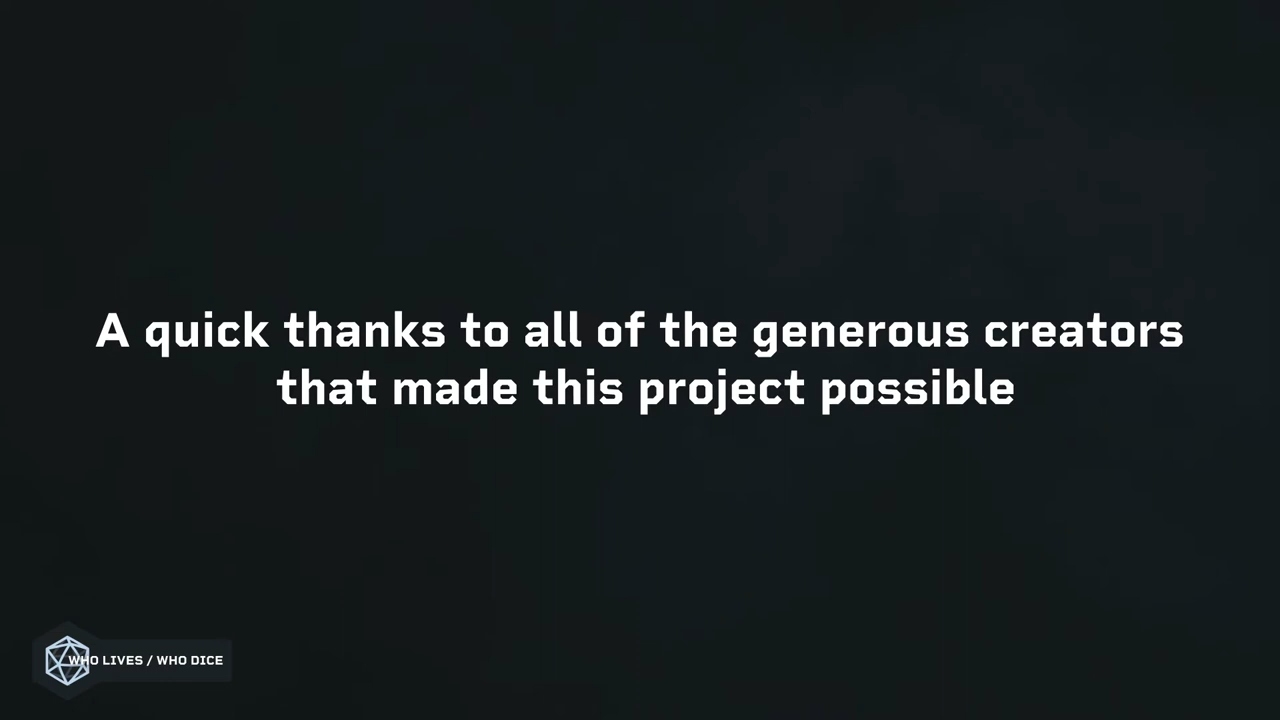 A quick thanks to all of the generous creators
that made this project possible
WHO LIVES / WHO DICE